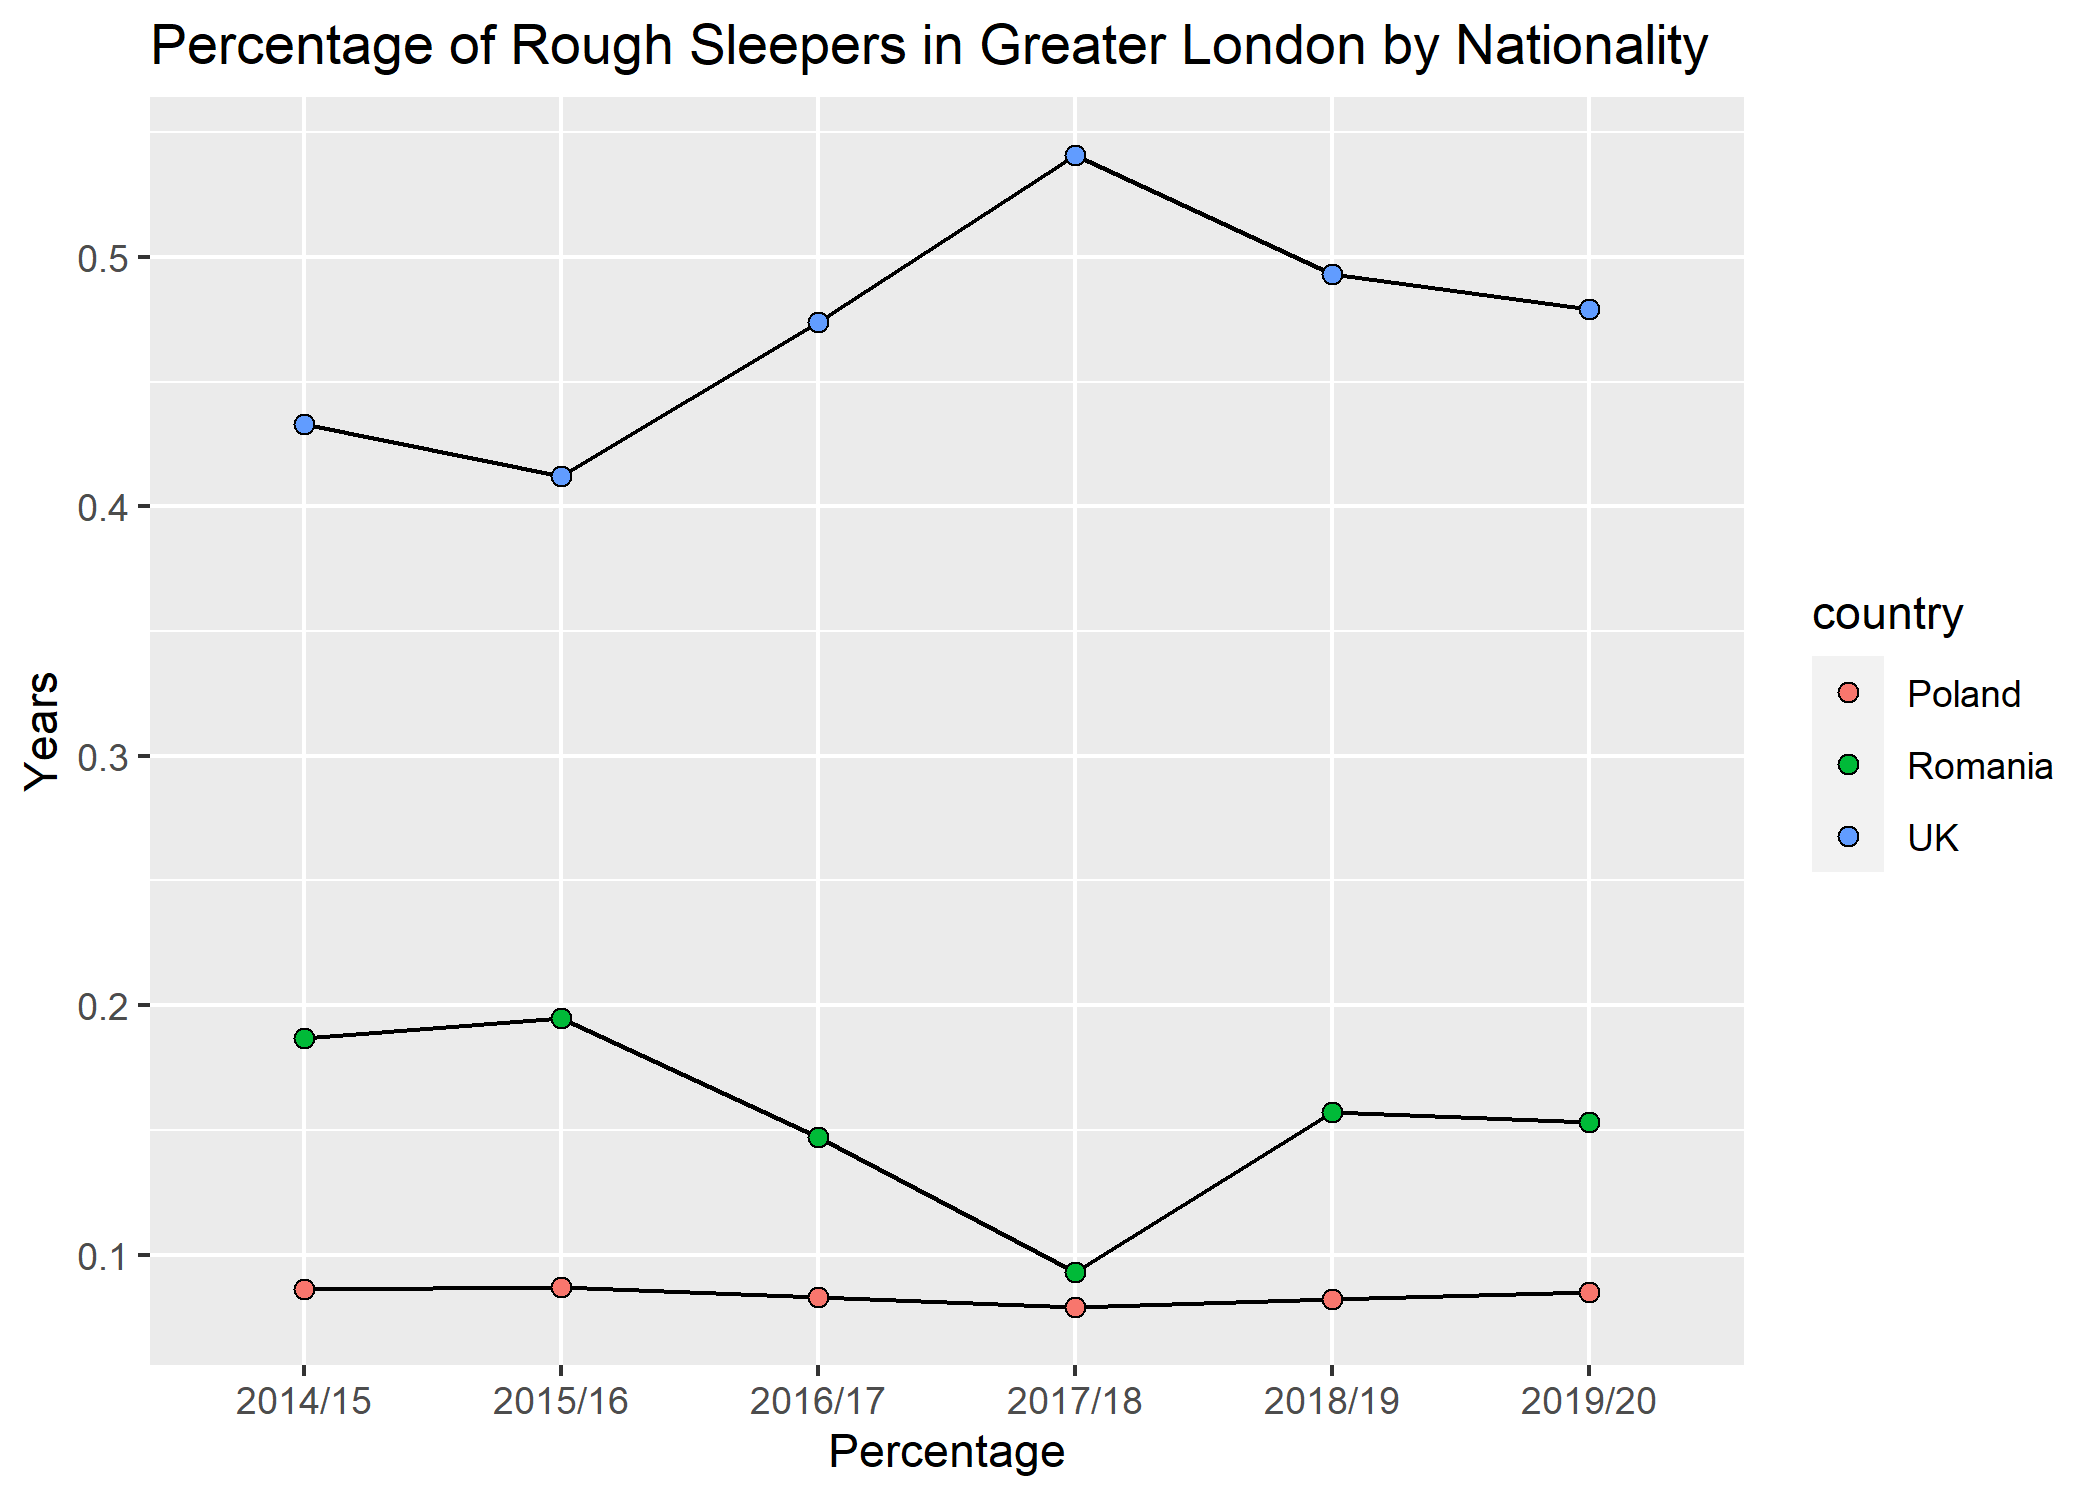 Percentage of Rough Sleepers in Greater London by Nationality
Years
0.5
0.4
0.3
0.2
0.1
2014/15 2015/16 2016/17 2017/18 2018/19 2019/20
Percentage
country
Poland
Romania
UK